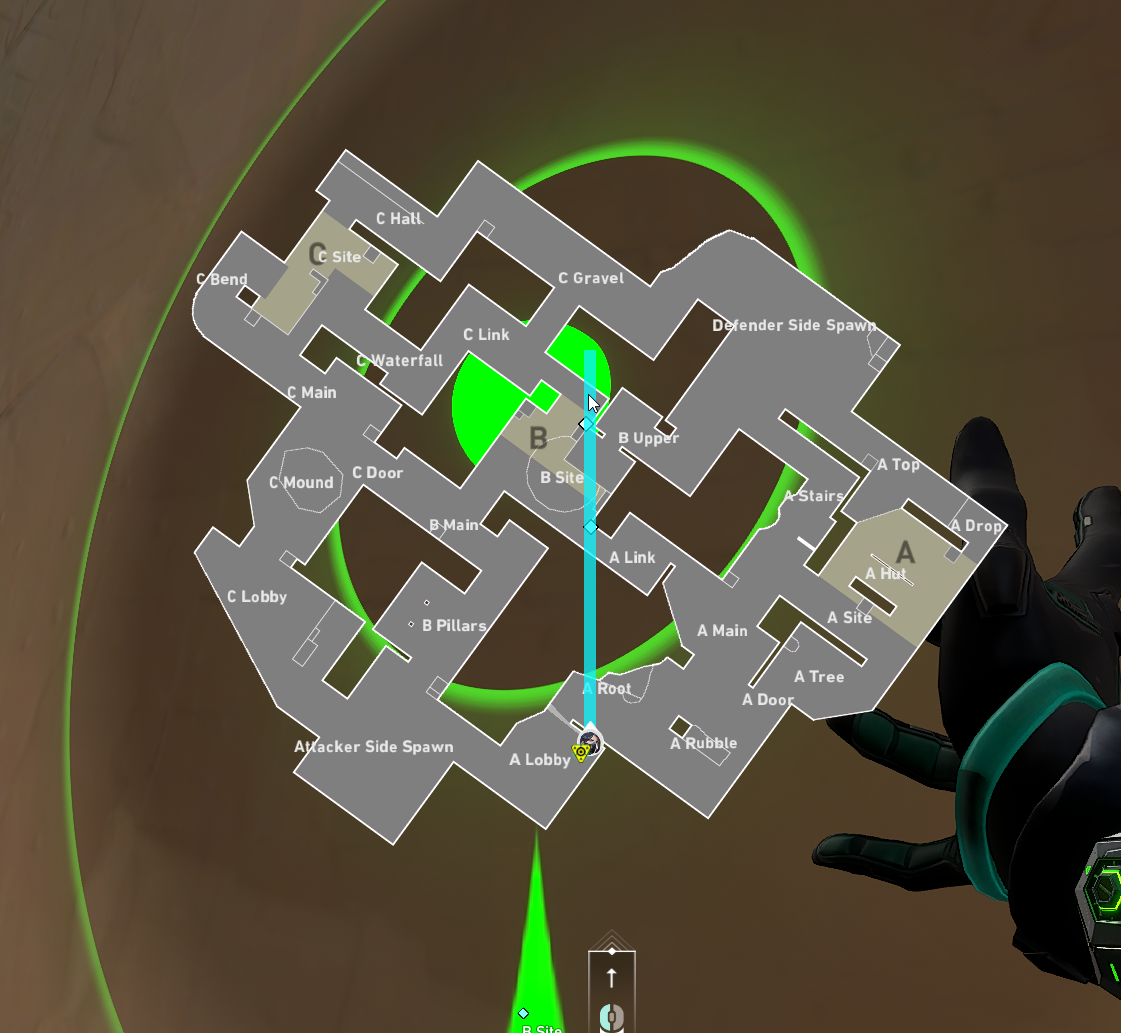 C Hall
C
C Site
C Bend
C Gravel
Defender Side Spawn
C Link
C Waterfall
C Main
B
B Upper
A Top
C Door
B Site
C Mound
A Stairs
B Main
A Drop
A
A Link
A Hut
C Lobby
A Site
B Pillars
A Main
A Tree
A Root
A Door
A Rubble
Attacker Side Spawn
A Lobby
B Site